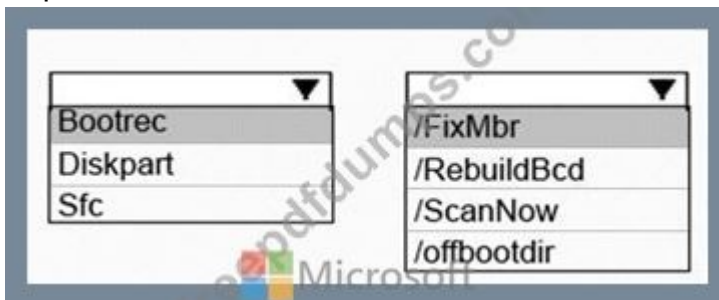 Bootrec
Diskpart
Sfc
/FixMbr
/RebuildBcd
/ScanNow
/offbootdir
Microsoft